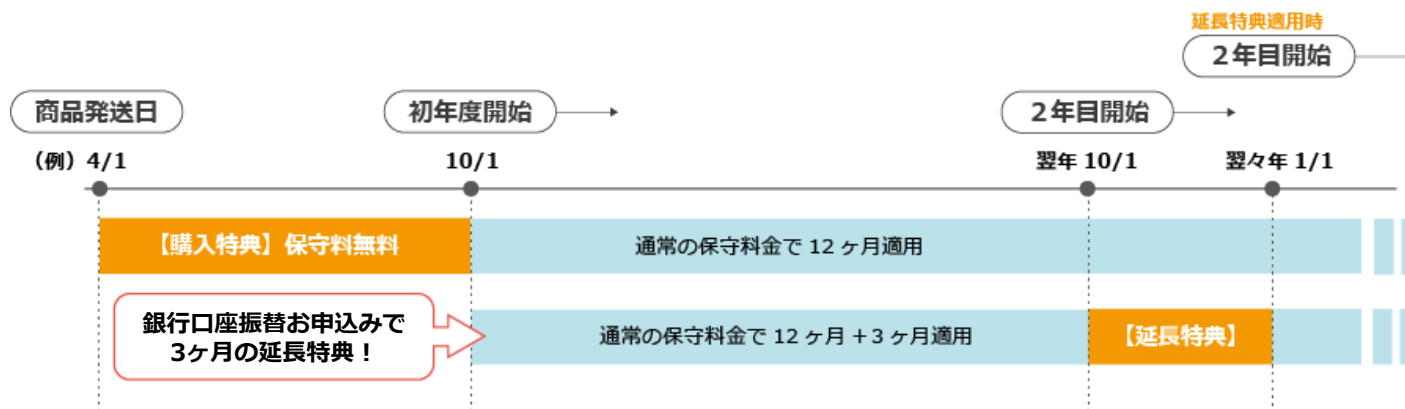 延長特典適用時
2年目開始
商品発送日
初年度開始
2年目開始
（例）4/1
10/1
翌年 10/1
翌々年 1/1
【購入特典】保守料無料
通常の保守料金で 12 ヶ月適用
銀行口座振替お申込みで
3ヶ月の延長特典！
通常の保守料金で 12 ヶ月 +3 ヶ月適用
【延長特典】